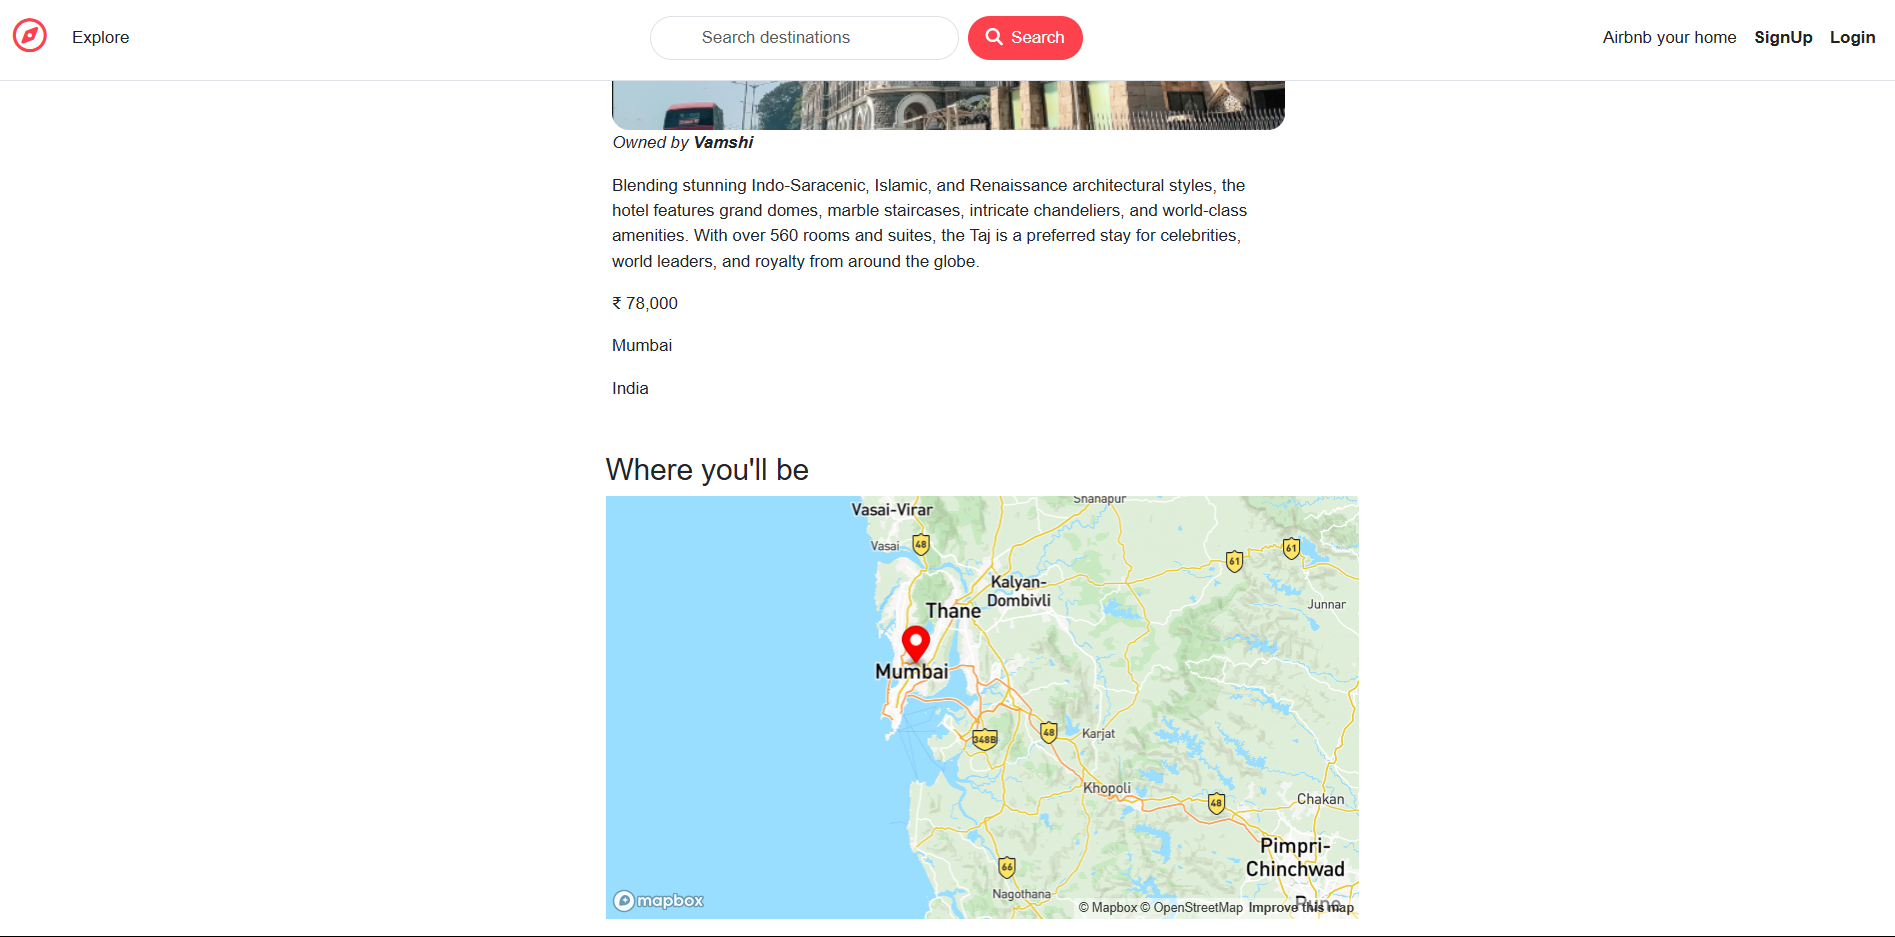 Explore
Search destinations
Search
Airbnb your home SignUp Login
Owned by Vamshi
Blending stunning Indo-Saracenic, Islamic, and Renaissance architectural styles, the
hotel features grand domes, marble staircases, intricate chandeliers, and world-class
amenities. With over 560 rooms and suites, the Taj is a preferred stay for celebrities,
world leaders, and royalty from around the globe.
₹ 78,000
Mumbai
India
Where you'll be
Shanapur
Vasai-Virar
Vasai
48
61
61
Kalyan-
Dombivli
Thane
Junnar
Mumbai
348B
48
Karjat
Khopoli
48
Chakan
Pimpri-
Chinchwad
66
Nagothana
Pune
mapbox
© Mapbox © OpenStreetMap Improve this map